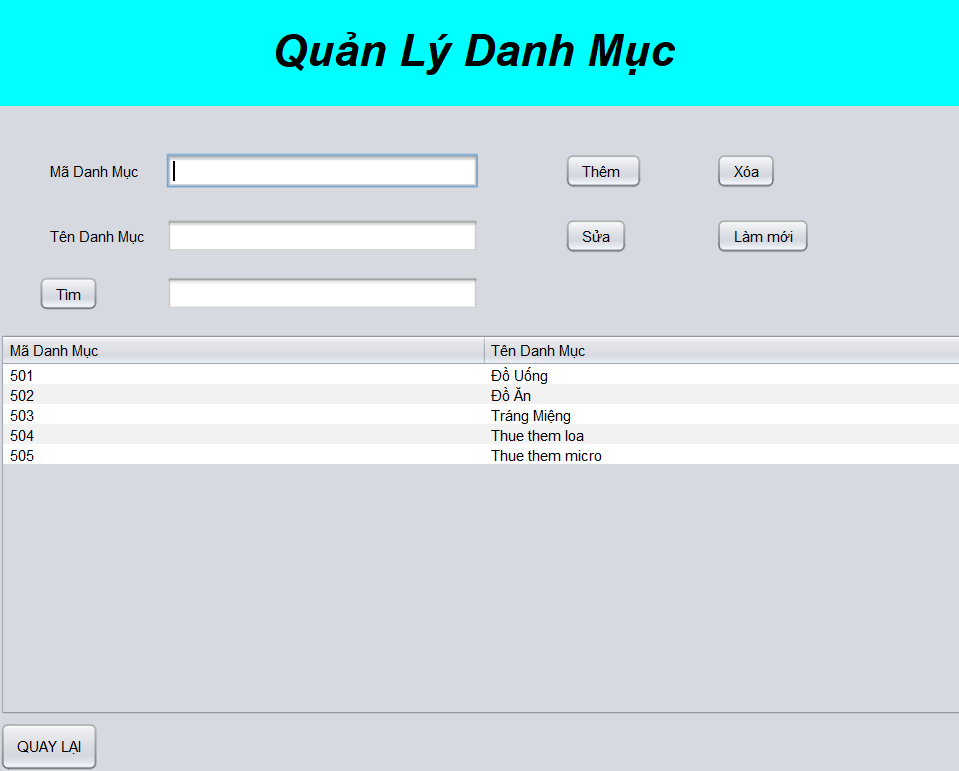 Quản Lý Danh Mục
Mã Danh Mục
Thêm
Xóa
Tên Danh Mục
Sửa
Làm mới
Tìm
Mã Danh Mục Tên Danh Mục
501 Đồ Uống
502 Đồ Ăn
503 Tráng Miệng
504 Thue them loa
505 Thue them micro
QUAY LẠI